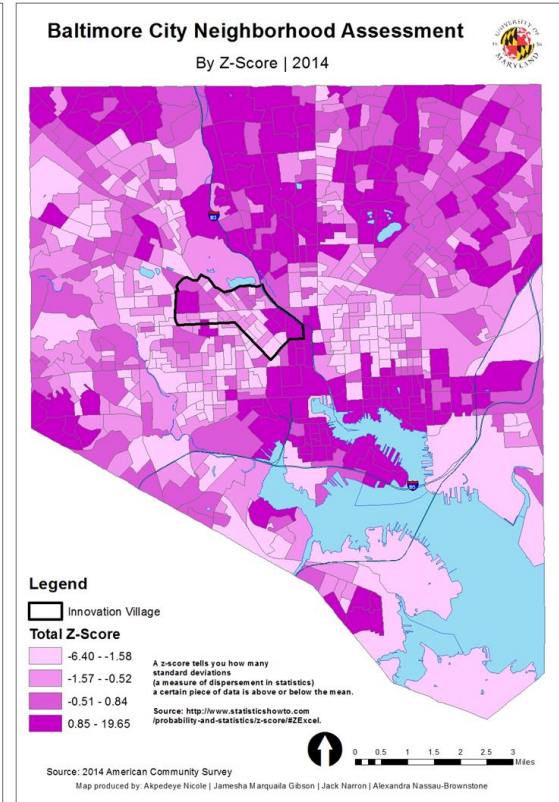 Baltimore City Neighborhood Assessment
By Z-Score | 2014
UNIVERSITY OF
MARYLAND
18 56
83
95
Legend
Innovation Village
Total Z-Score
-6.40 - -1.58
-1.57 - -0.52
-0.51 - 0.84
0.85 - 19.65
A z-score tells you how many
standard deviations
(a measure of dispersement in statistics)
a certain piece of data is above or below the mean.
Source: http://www.statisticshowto.com
/probability-and-statistics/z-score/#ZExcel.
0 0.5 1 1.5 2 2.5 3
Miles
Source: 2014 American Community Survey
Map produced by: Akpedeye Nicole | Jamesha Marquaila Gibson | Jack Narron | Alexandra Nassau-Brownstone